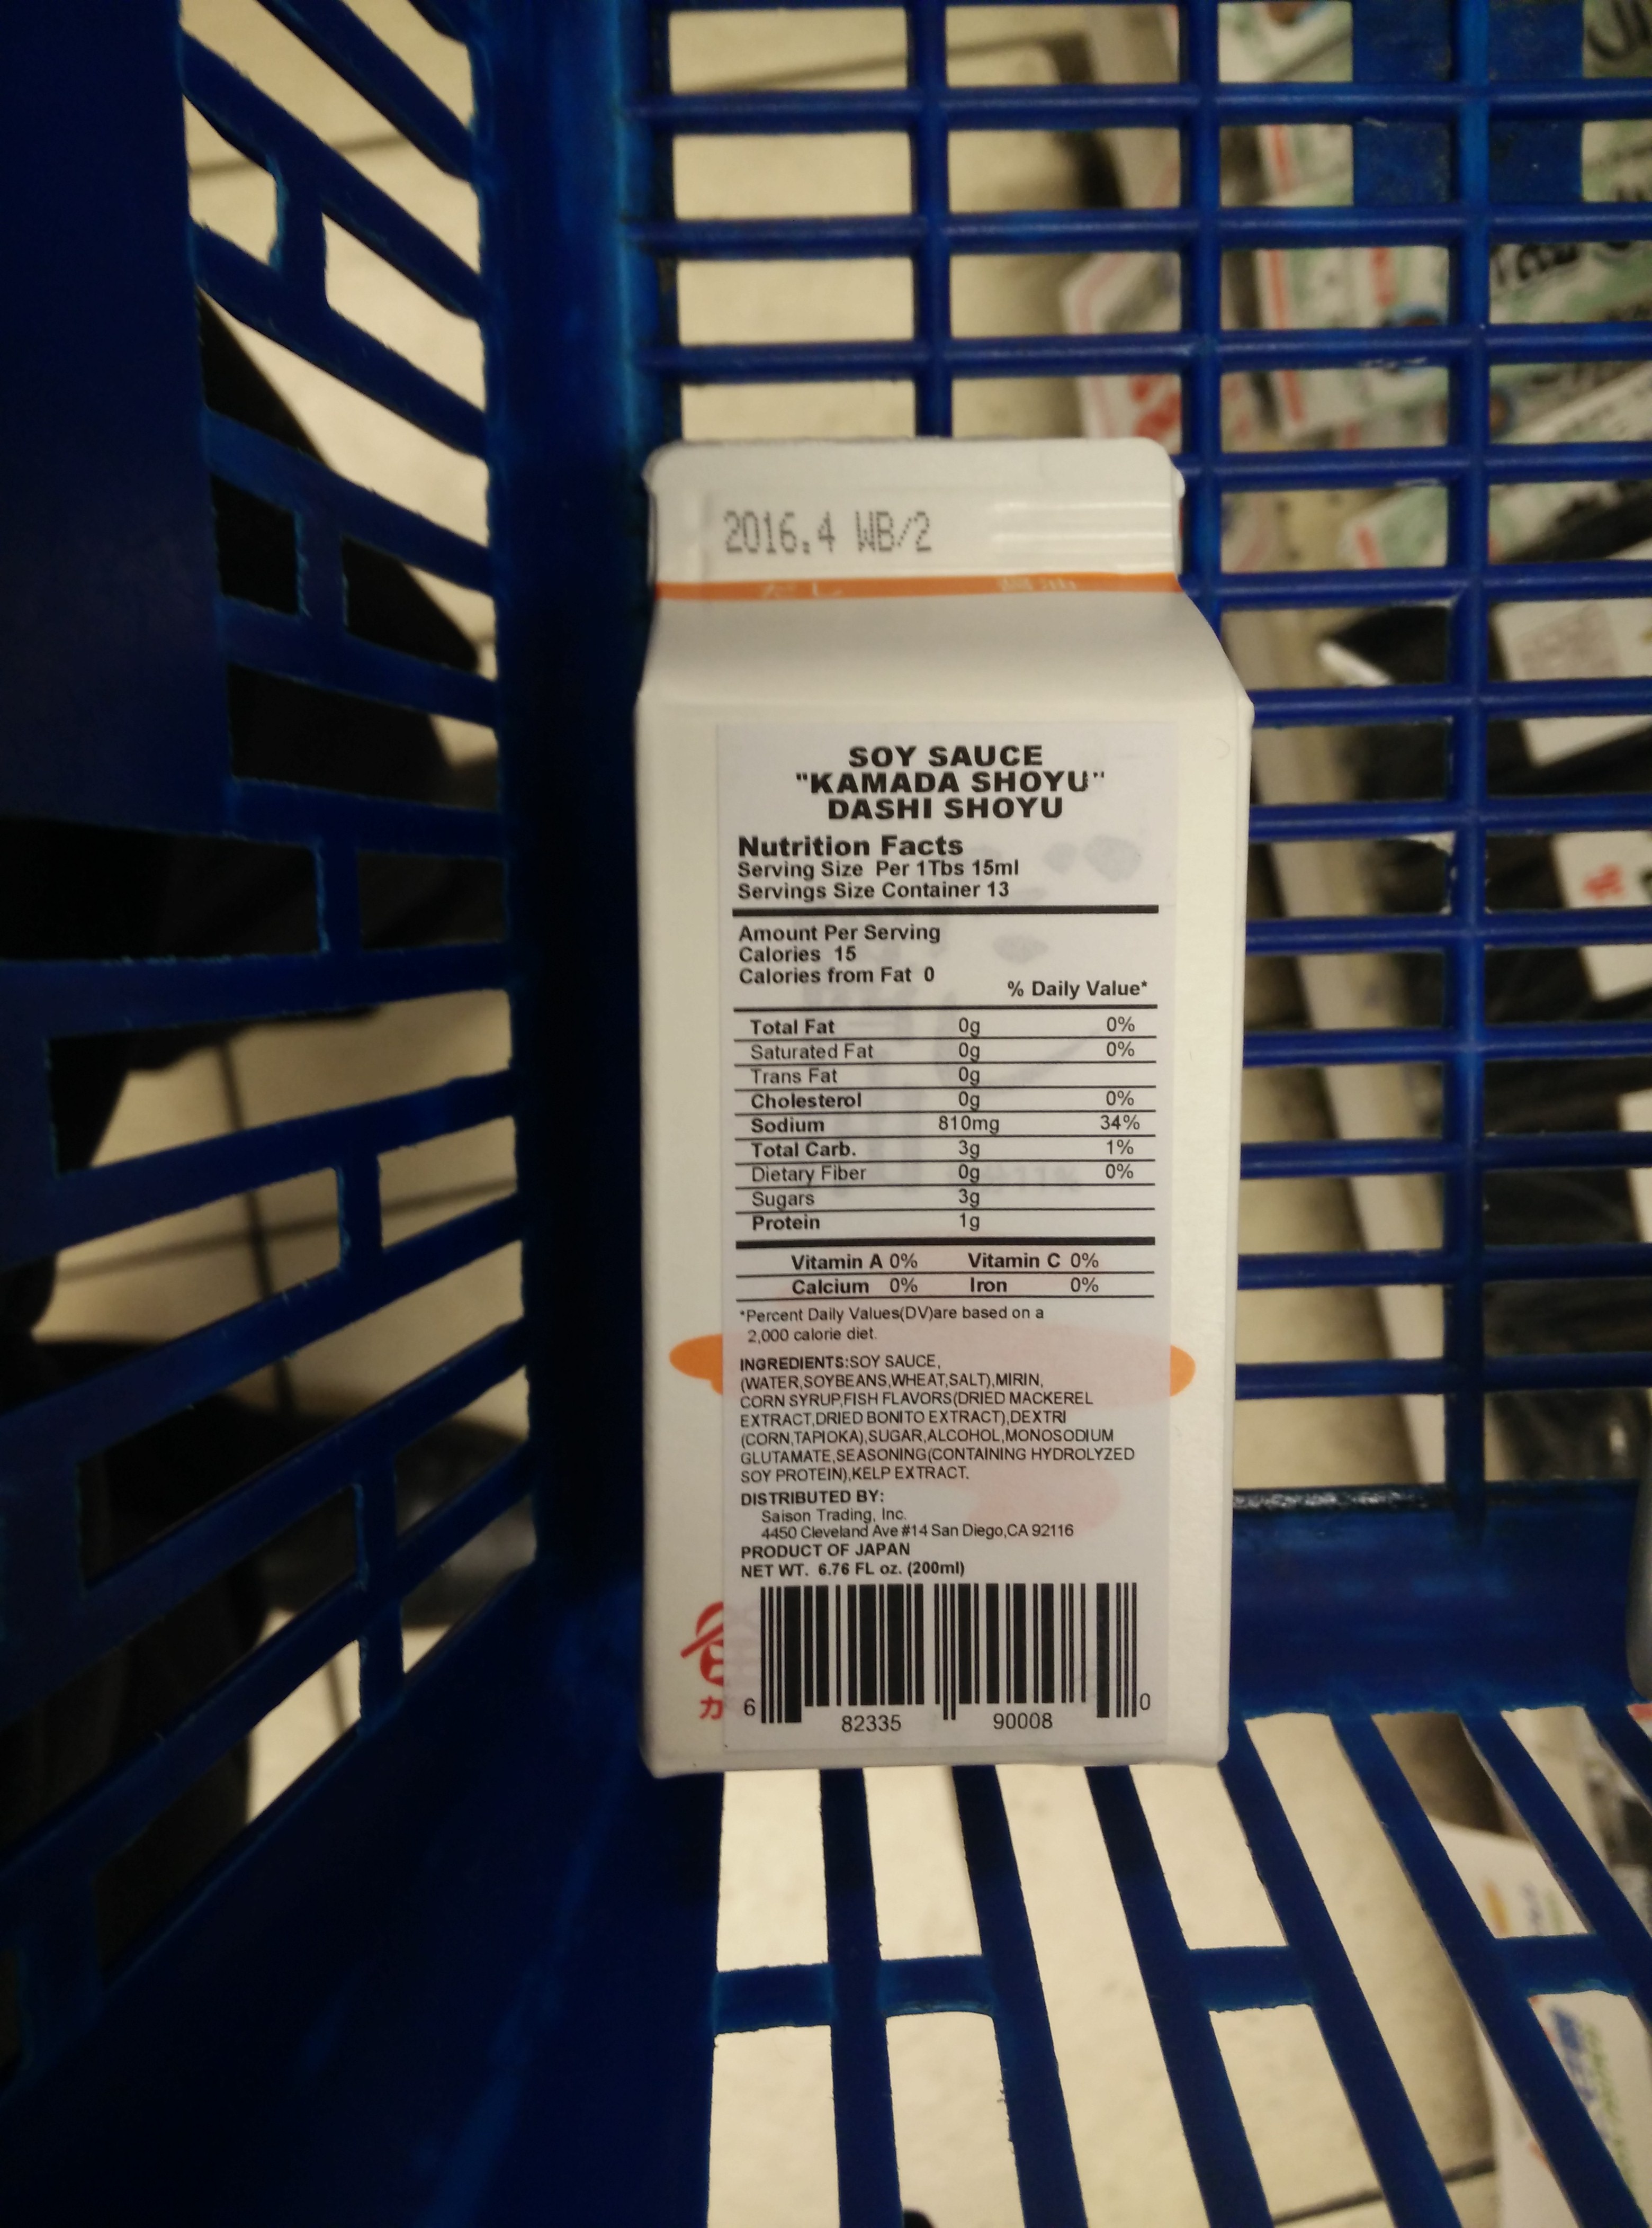 2016.4 WB/2
SOY SAUCE
"KAMADA SHOYU"
DASHI SHOYU
Nutrition Facts
Serving Size Per 1Tbs 15ml
Servings Size Container 13
Amount Per Serving
Calories 15
Calories from Fat 0
% Daily Value*
Total Fat 0g 0%
Saturated Fat 0g 0%
Trans Fat 0g
Cholesterol 0g 0%
Sodium 810mg 34%
Total Carb. 3g 1%
Dietary Fiber 0g 0%
Sugars 3g
Protein 1g
Vitamin A 0% Vitamin C 0%
Calcium 0% Iron 0%
*Percent Daily Values(DV)are based on a
2,000 calorie diet.
INGREDIENTS:SOY SAUCE,
(WATER,SOYBEANS,WHEAT,SALT),MIRIN,
CORN SYRUP,FISH FLAVORS(DRIED MACKEREL
EXTRACT,DRIED BONITO EXTRACT),DEXTRI
(CORN,TAPIOKA),SUGAR,ALCOHOL,MONOSODIUM
GLUTAMATE,SEASONING(CONTAINING HYDROLYZED
SOY PROTEIN),KELP EXTRACT.
DISTRIBUTED BY:
Saison Trading, Inc.
4450 Cleveland Ave #14 San Diego,CA 92116
PRODUCT OF JAPAN
NET WT. 6.76 FL oz. (200ml)
カ
6 82335 90008 0